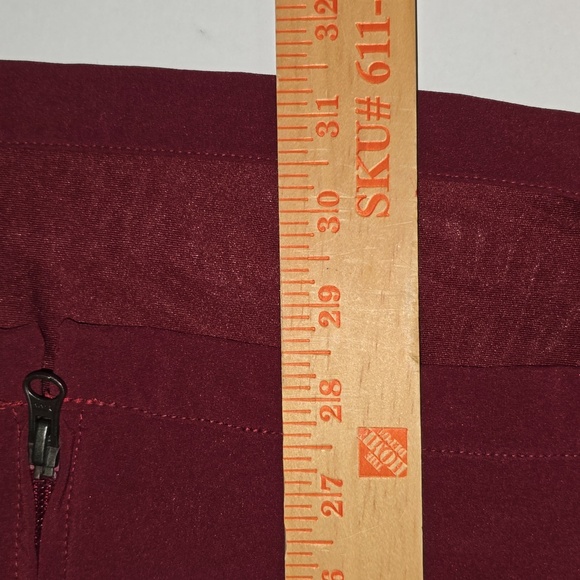 32
31
30
29
28
27
SKU# 611-
THE
HOME
DEPOT